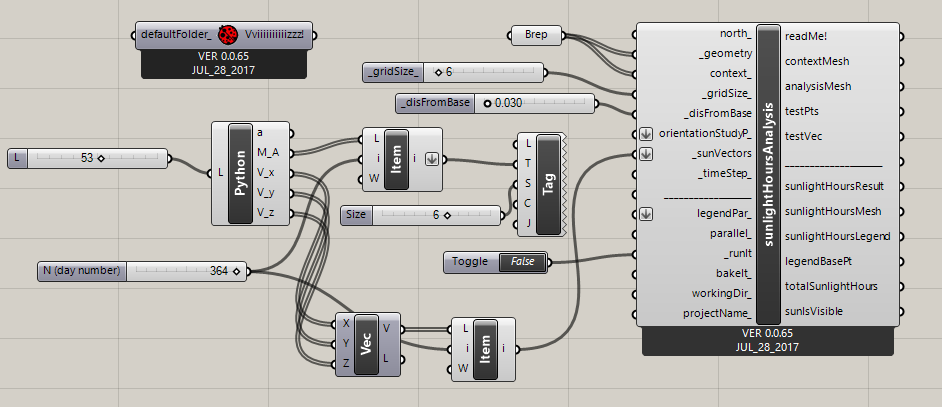 defaultFolder_ Vviiiiiiiiiizzz!
VER 0.0.65
JUL_28_2017
Brep
_gridSize_ 6
_disFromBase 0.030
north_
_geometry
context_
_gridSize_
_disFromBase
orientationStudyP_
_sunVectors
_timeStep_
____________________
legendPar_
parallel_
_runIt
bakeIt_
workingDir_
projectName_
sunlightHoursAnalysis
readMe!
contextMesh
analysisMesh
testPts
testVec
____________________
sunlightHoursResult
sunlightHoursMesh
sunlightHoursLegend
legendBasePt
totalSunlightHours
sunIsVisible
VER 0.0.65
JUL_28_2017
L 53
L
Python
a
M_A
V_x
V_y
V_z
L
i
W
Item
i
L
T
S
C
J
Tag
Size 6
Toggle False
N (day number) 364
X
Y
Z
Vec
V
L
L
i
W
Item
i